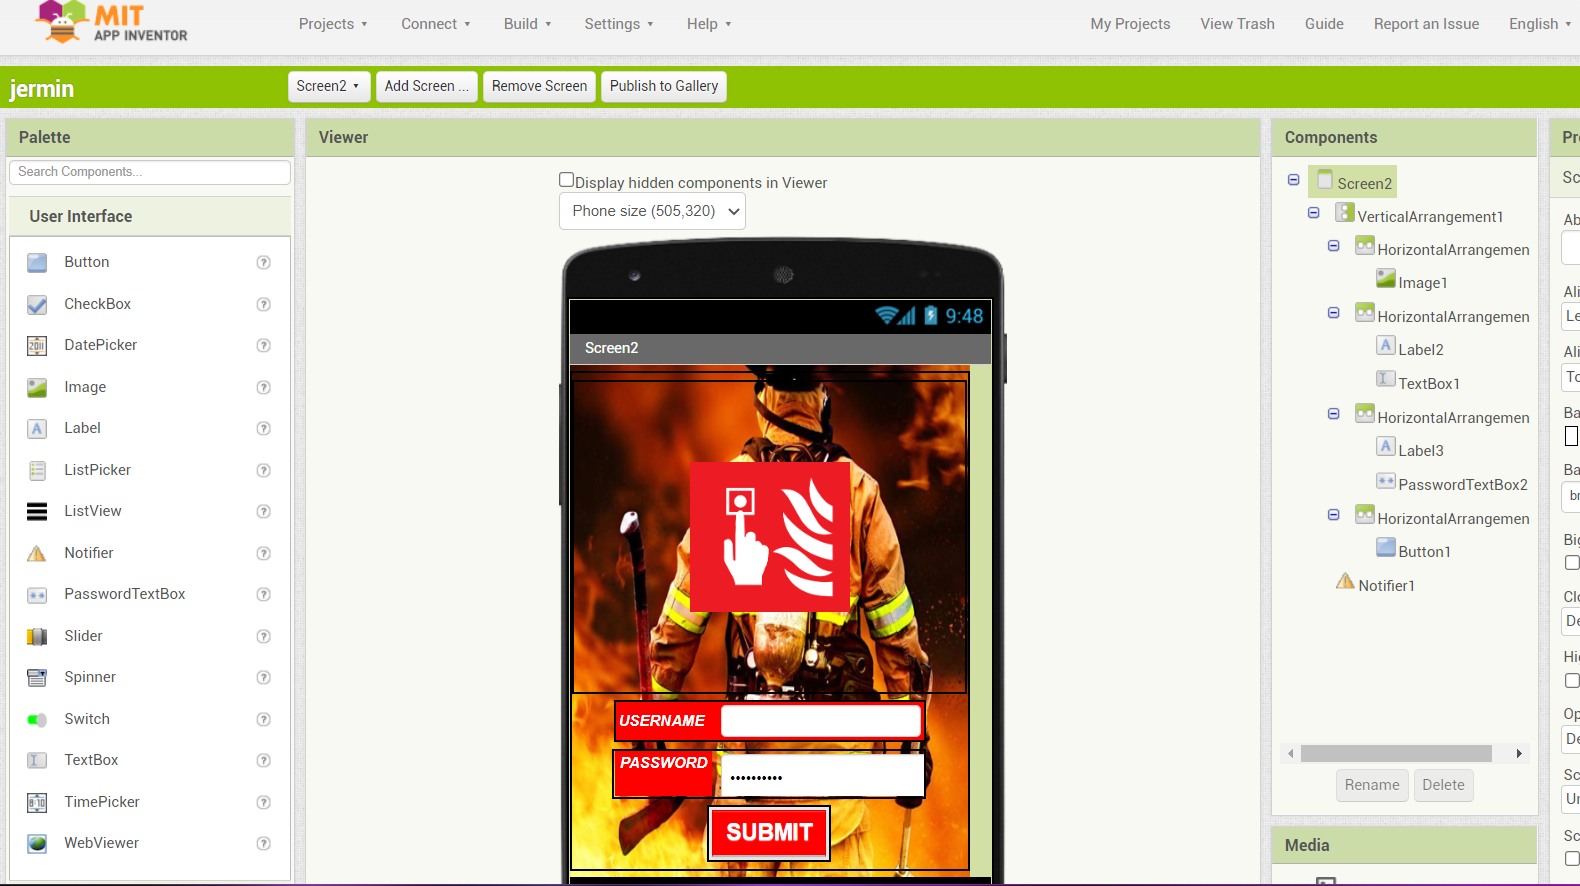 MIT
APP INVENTOR
Projects
Connect
Build
Settings
Help
My Projects
View Trash
Guide
Report an Issue
English
jermin
Screen2
Add Screen ...
Remove Screen
Publish to Gallery
Palette
Search Components...
User Interface
Button
CheckBox
DatePicker
Image
Label
ListPicker
ListView
Notifier
PasswordTextBox
Slider
Spinner
Switch
TextBox
TimePicker
WebViewer
Viewer
Display hidden components in Viewer
Phone size (505,320)
9:48
Screen2
USERNAME
PASSWORD
••••••••••
SUBMIT
Components
Screen2
VerticalArrangement1
HorizontalArrangemen
Image1
HorizontalArrangemen
Label2
TextBox1
HorizontalArrangemen
Label3
PasswordTextBox2
HorizontalArrangemen
Button1
Notifier1
Rename
Delete
Media
Pr
Sc
Ab
Ali
Le
Ali
To
Ba
Ba
br
Big
Clo
De
Hi
Op
De
Sc
Un
Sc